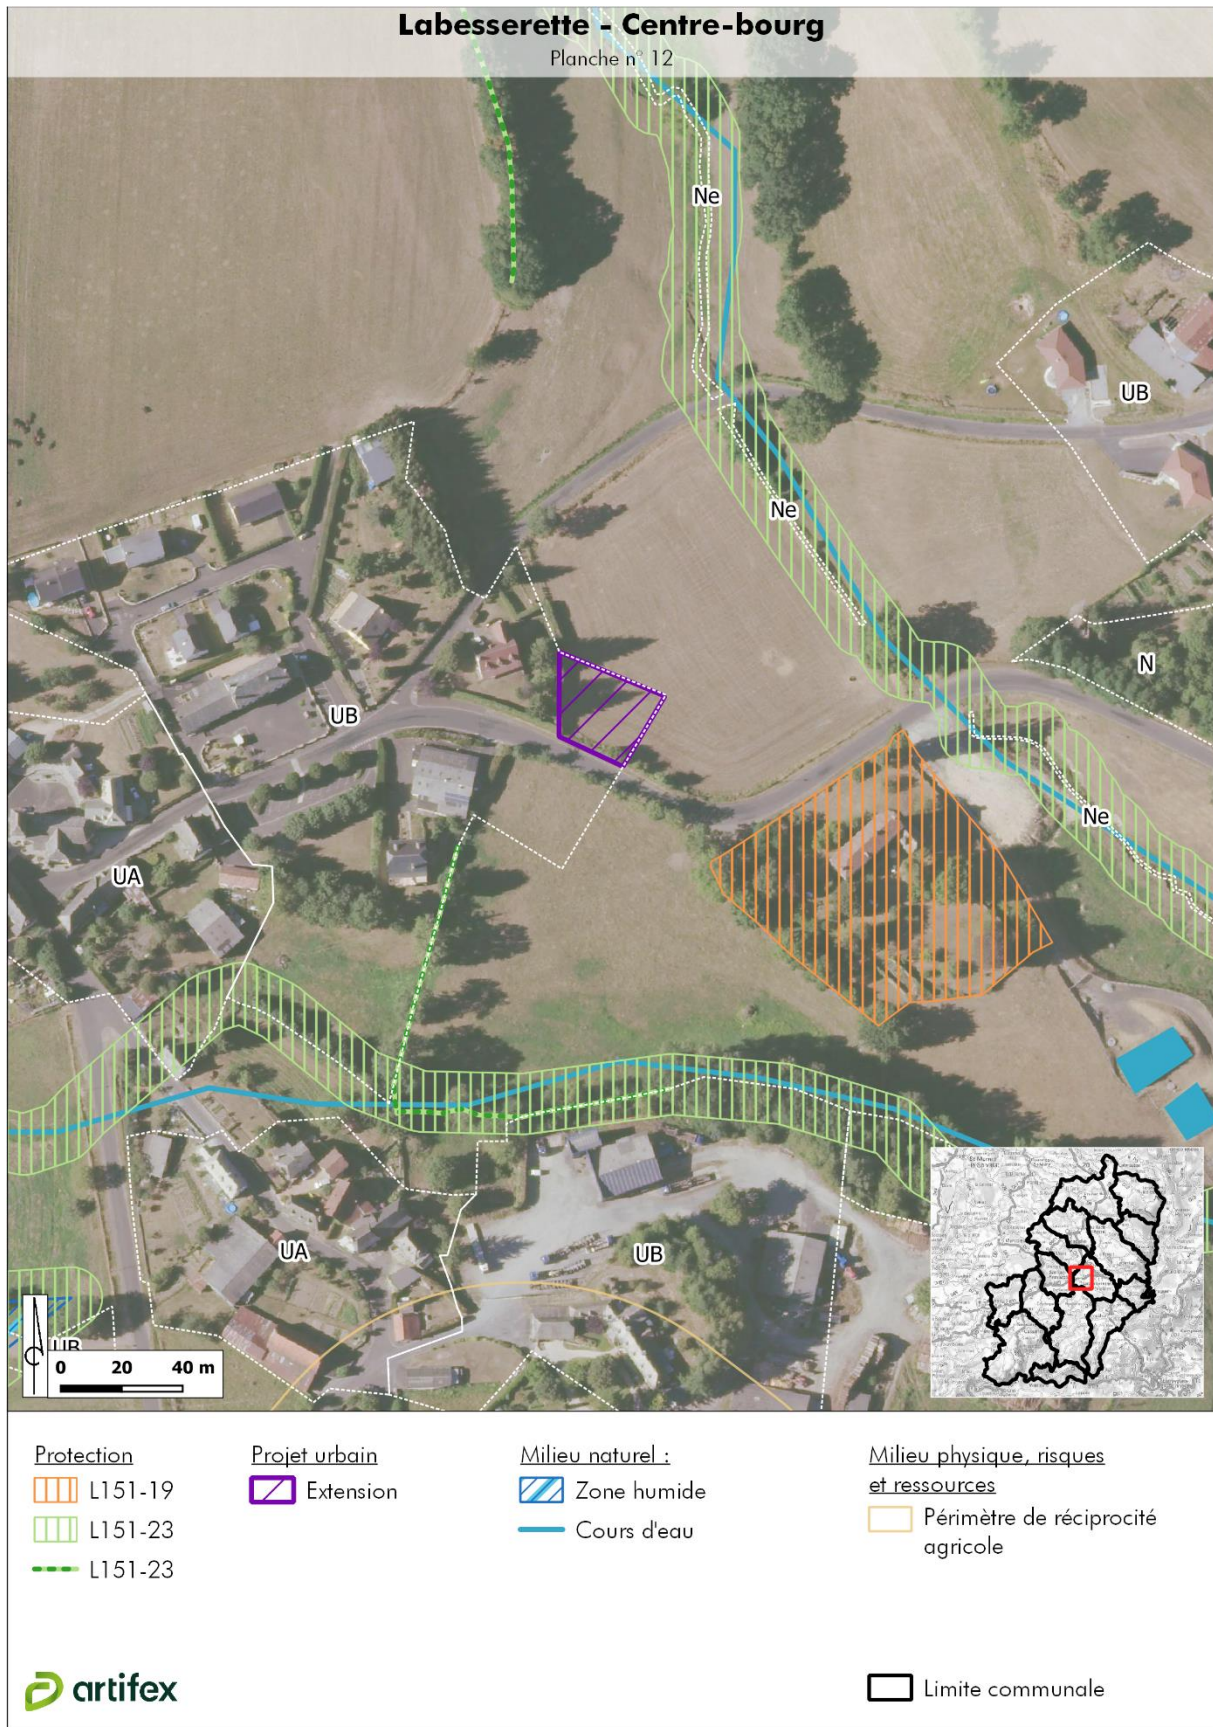 Labesserette - Centre-bourg
Planche n° 12
Ne
UB
Ne
N
UB
Ne
UA
UA
UB
UB
0 20 40 m
Protection
L151-19
L151-23
L151-23
Projet urbain
Extension
Milieu naturel :
Zone humide
Cours d'eau
Milieu physique, risques
et ressources
Périmètre de réciprocité
agricole
Limite communale
artifex